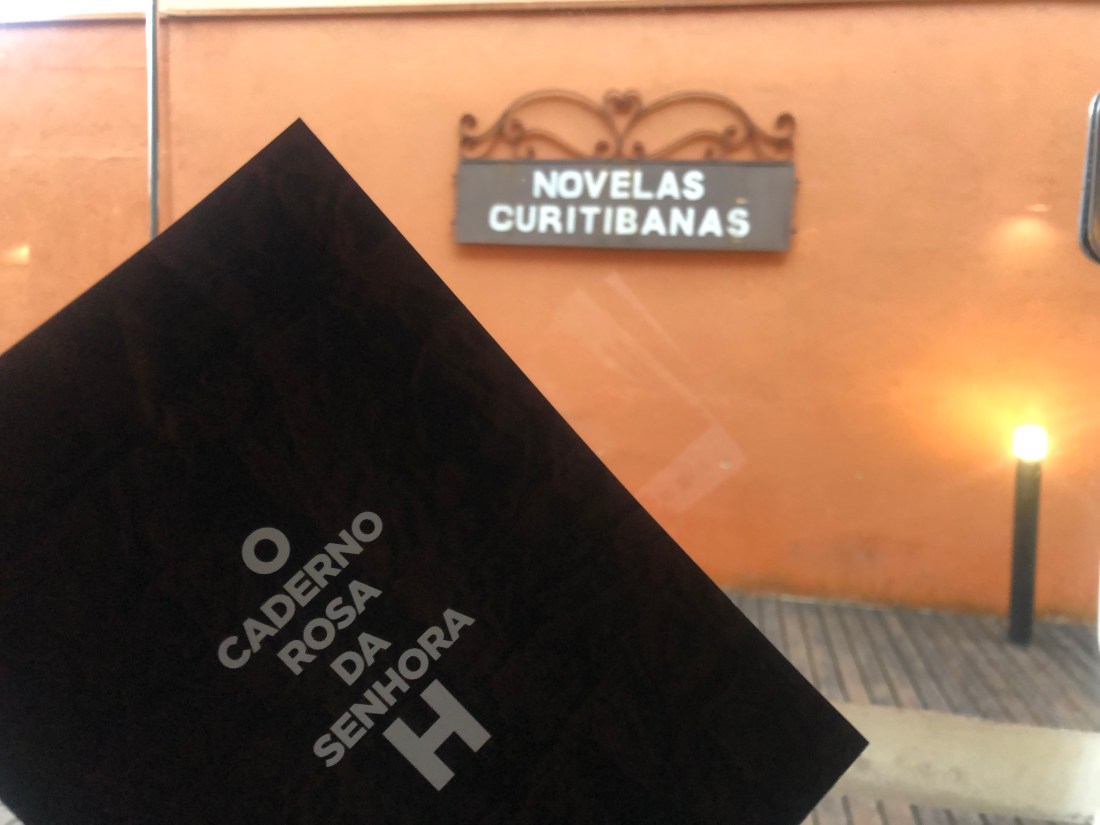 NOVELAS
CURITIBANAS
O
CADERNO
ROSA
DA
SENHORA
H